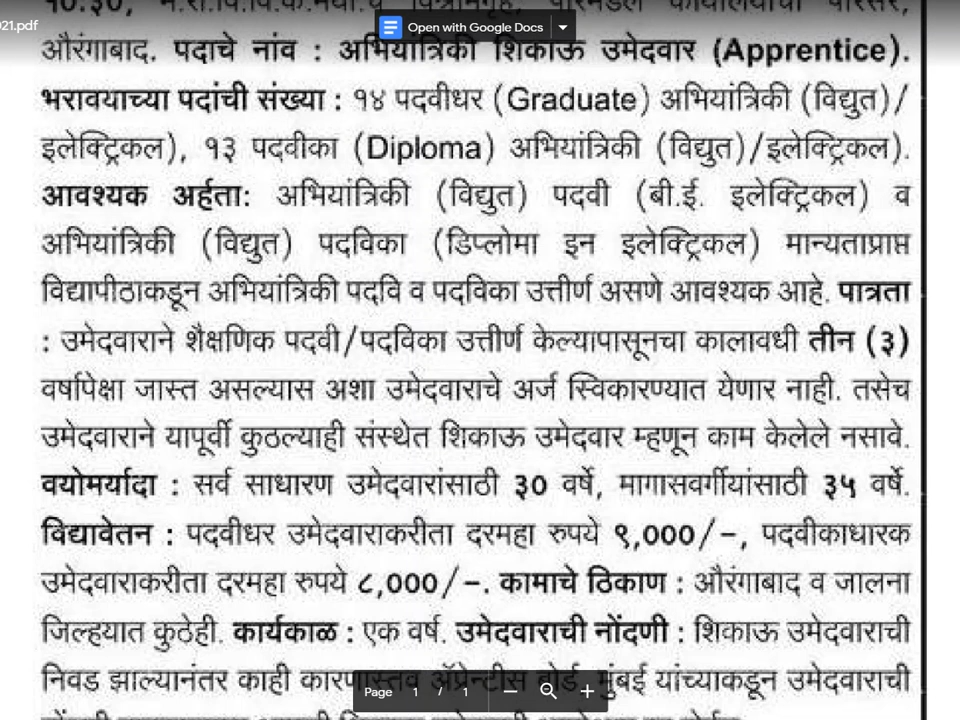 21.pdf
Open with Google Docs
औरंगाबाद. पदाचे नांव : अभियांत्रिकी शिकाऊ उमेदवार (Apprentice).
भरावयाच्या पदांची संख्या : १४ पदवीधर (Graduate) अभियांत्रिकी (विद्युत)/
इलेक्ट्रिकल), १३ पदवीका (Diploma) अभियांत्रिकी (विद्युत)/इलेक्ट्रिकल).
आवश्यक अर्हता: अभियांत्रिकी (विद्युत) पदवी (बी.ई. इलेक्ट्रिकल) व
अभियांत्रिकी (विद्युत) पदविका (डिप्लोमा इन इलेक्ट्रिकल) मान्यताप्राप्त
विद्यापीठाकडून अभियांत्रिकी पदवि व पदविका उत्तीर्ण असणे आवश्यक आहे. पात्रता
: उमेदवाराने शैक्षणिक पदवी/पदविका उत्तीर्ण केल्यापासूनचा कालावधी तीन (३)
वर्षापेक्षा जास्त असल्यास अशा उमेदवाराचे अर्ज स्विकारण्यात येणार नाही. तसेच
उमेदवाराने यापूर्वी कुठल्याही संस्थेत शिकाऊ उमेदवार म्हणून काम केलेले नसावे.
वयोमर्यादा : सर्व साधारण उमेदवारांसाठी ३० वर्षे, मागासवर्गीयांसाठी ३५ वर्षे.
विद्यावेतन : पदवीधर उमेदवाराकरीता दरमहा रुपये ९,०००/-, पदवीकाधारक
उमेदवाराकरीता दरमहा रुपये ८,०००/-. कामाचे ठिकाण : औरंगाबाद व जालना
जिल्हयात कुठेही. कार्यकाळ : एक वर्ष. उमेदवाराची नोंदणी : शिकाऊ उमेदवाराची
निवड झाल्यानंतर काही कारणास्तव ॲप्रेन्टीस बोर्ड, मुंबई यांच्याकडून उमेदवाराची
Page 1 / 1